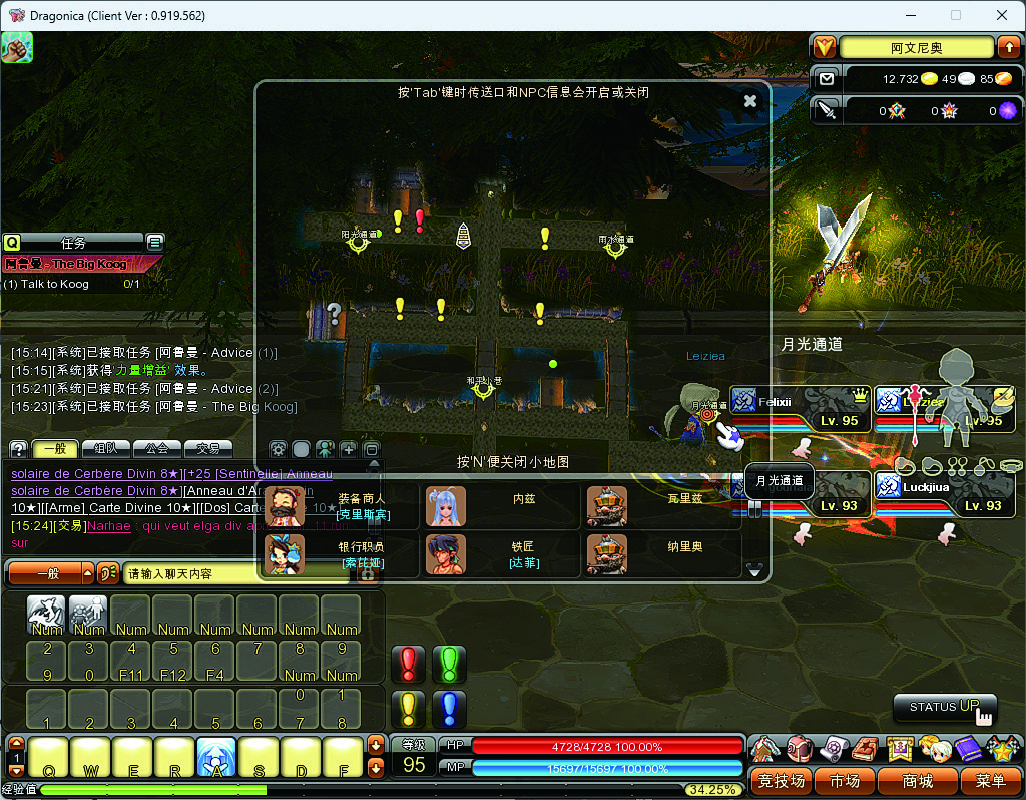 Dragonica (Client Ver : 0.919.562)
阿文尼奥
12.732 49 85
0 0 0
按'Tab'键时传送口和NPC信息会开启或关闭
阳光通道
雨水通道
和平小巷
月光通道
按'N'便关闭小地图
Q 任务
阿鲁曼 - The Big Koog
(1) Talk to Koog 0/1
[15:14][系统]已接取任务 [阿鲁曼 - Advice (1)]
[15:15][系统]获得'力量增益' 效果。
[15:21][系统]已接取任务 [阿鲁曼 - Advice (2)]
[15:23][系统]已接取任务 [阿鲁曼 - The Big Koog]
Leiziea
月光通道
Felixii
Lv. 95
Leiziea
Lv. 95
月光通道
Lv. 93
Luckjiua
Lv. 93
? 一般 组队 公会 交易
solaire de Cerbère Divin 8★][+25 [Sentinelle] Anneau
solaire de Cerbère Divin 8★][Anneau d'A
10★][[Arme] Carte Divine 10★][[Dos] Carte 10★]
[15:24][交易]Narhae : qui veut elga div
sur
装备商人
[克里斯宾]
内兹
瓦里兹
银行职员
[索比娅]
铁匠
[达菲]
纳里奥
一般 请输入聊天内容
Num Num Num Num Num Num Num Num
2 3 4 5 6 7 8 9
9 0 F11 F12 F4 Num Num
0 1
1 2 3 4 5 6 7 8
STATUS UP
1 Q W E R A S D F
等级
95
HP 4728/4728 100.00%
MP 15697/15697 100.00%
竞技场 市场 商城 菜单
经验值 34.25%